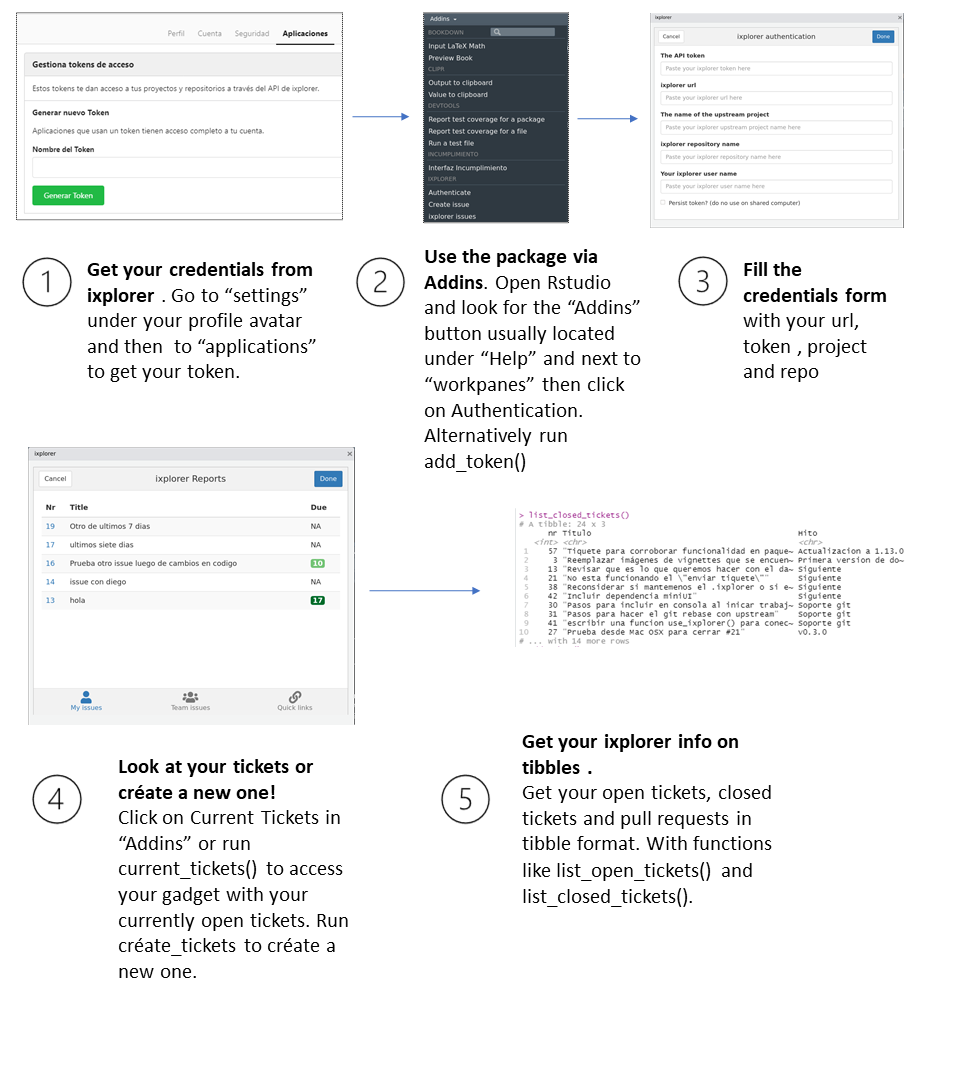 Perfil Cuenta Seguridad Aplicaciones
Gestiona tokens de acceso
Estos tokens te dan acceso a tus proyectos y repositorios a través del API de ixplorer.
Generar nuevo Token
Aplicaciones que usan un token tienen acceso completo a tu cuenta.
Nombre del Token
Generar Token
Addins
BOOKDOWN
Input LaTeX Math
Preview Book
CLIPR
Output to clipboard
Value to clipboard
DEVTOOLS
Report test coverage for a package
Report test coverage for a file
Run a test file
INCUMPLIMIENTO
Interfaz Incumplimiento
IXPLORER
Authenticate
Create issue
ixplorer issues
ixplorer
Cancel ixplorer authentication Done
The API token
Paste your ixplorer token here
ixplorer url
Paste your ixplorer url here
The name of the upstream project
Paste your ixplorer upstream project name here
ixplorer repository name
Paste your ixplorer repository name here
Your ixplorer user name
Paste your ixplorer user name here
Persist token? (do no use on shared computer)
1
Get your credentials from
ixplorer . Go to “settings”
under your profile avatar
and then to “applications”
to get your token.
2
Use the package via
Addins. Open Rstudio
and look for the “Addins”
button usually located
under “Help” and next to
“workpanes” then click
on Authentication.
Alternatively run
add_token()
3
Fill the
credentials form
with your url,
token , project
and repo
ixplorer
Cancel ixplorer Reports Done
Nr Title Due
19 Otro de ultimos 7 dias NA
17 ultimos siete dias NA
16 Prueba otro issue luego de cambios en codigo 10
14 issue con diego NA
13 hola 17
My issues Team issues Quick links
> list_closed_tickets()
# A tibble: 24 x 3
nr Titulo Hito
<int> <chr> <chr>
1 57 "Tiquete para corroborar funcionalidad en paque~ Actualizacion a 1.13.0
2 3 "Reemplazar imágenes de vignettes que se encuen~ Primera version de do~
3 13 "Revisar que es lo que queremos hacer con el da~ Siguiente
4 21 "No esta funcionando el \"enviar tiquete\"" Siguiente
5 38 "Reconsiderar si mantenemos el .ixplorer o si e~ Siguiente
6 42 "Incluir dependencia miniUI" Siguiente
7 30 "Pasos para incluir en consola al inicar trabaj~ Soporte git
8 31 "Pasos para hacer el git rebase con upstream" Soporte git
9 41 "escribir una funcion use_ixplorer() para conec~ Soporte git
10 27 "Prueba desde Mac OSX para cerrar #21" v0.3.0
# ... with 14 more rows
4
Look at your tickets or
créate a new one!
Click on Current Tickets in
“Addins” or run
current_tickets() to access
your gadget with your
currently open tickets. Run
créate_tickets to créate a
new one.
5
Get your ixplorer info on
tibbles .
Get your open tickets, closed
tickets and pull requests in
tibble format. With functions
like list_open_tickets() and
list_closed_tickets().